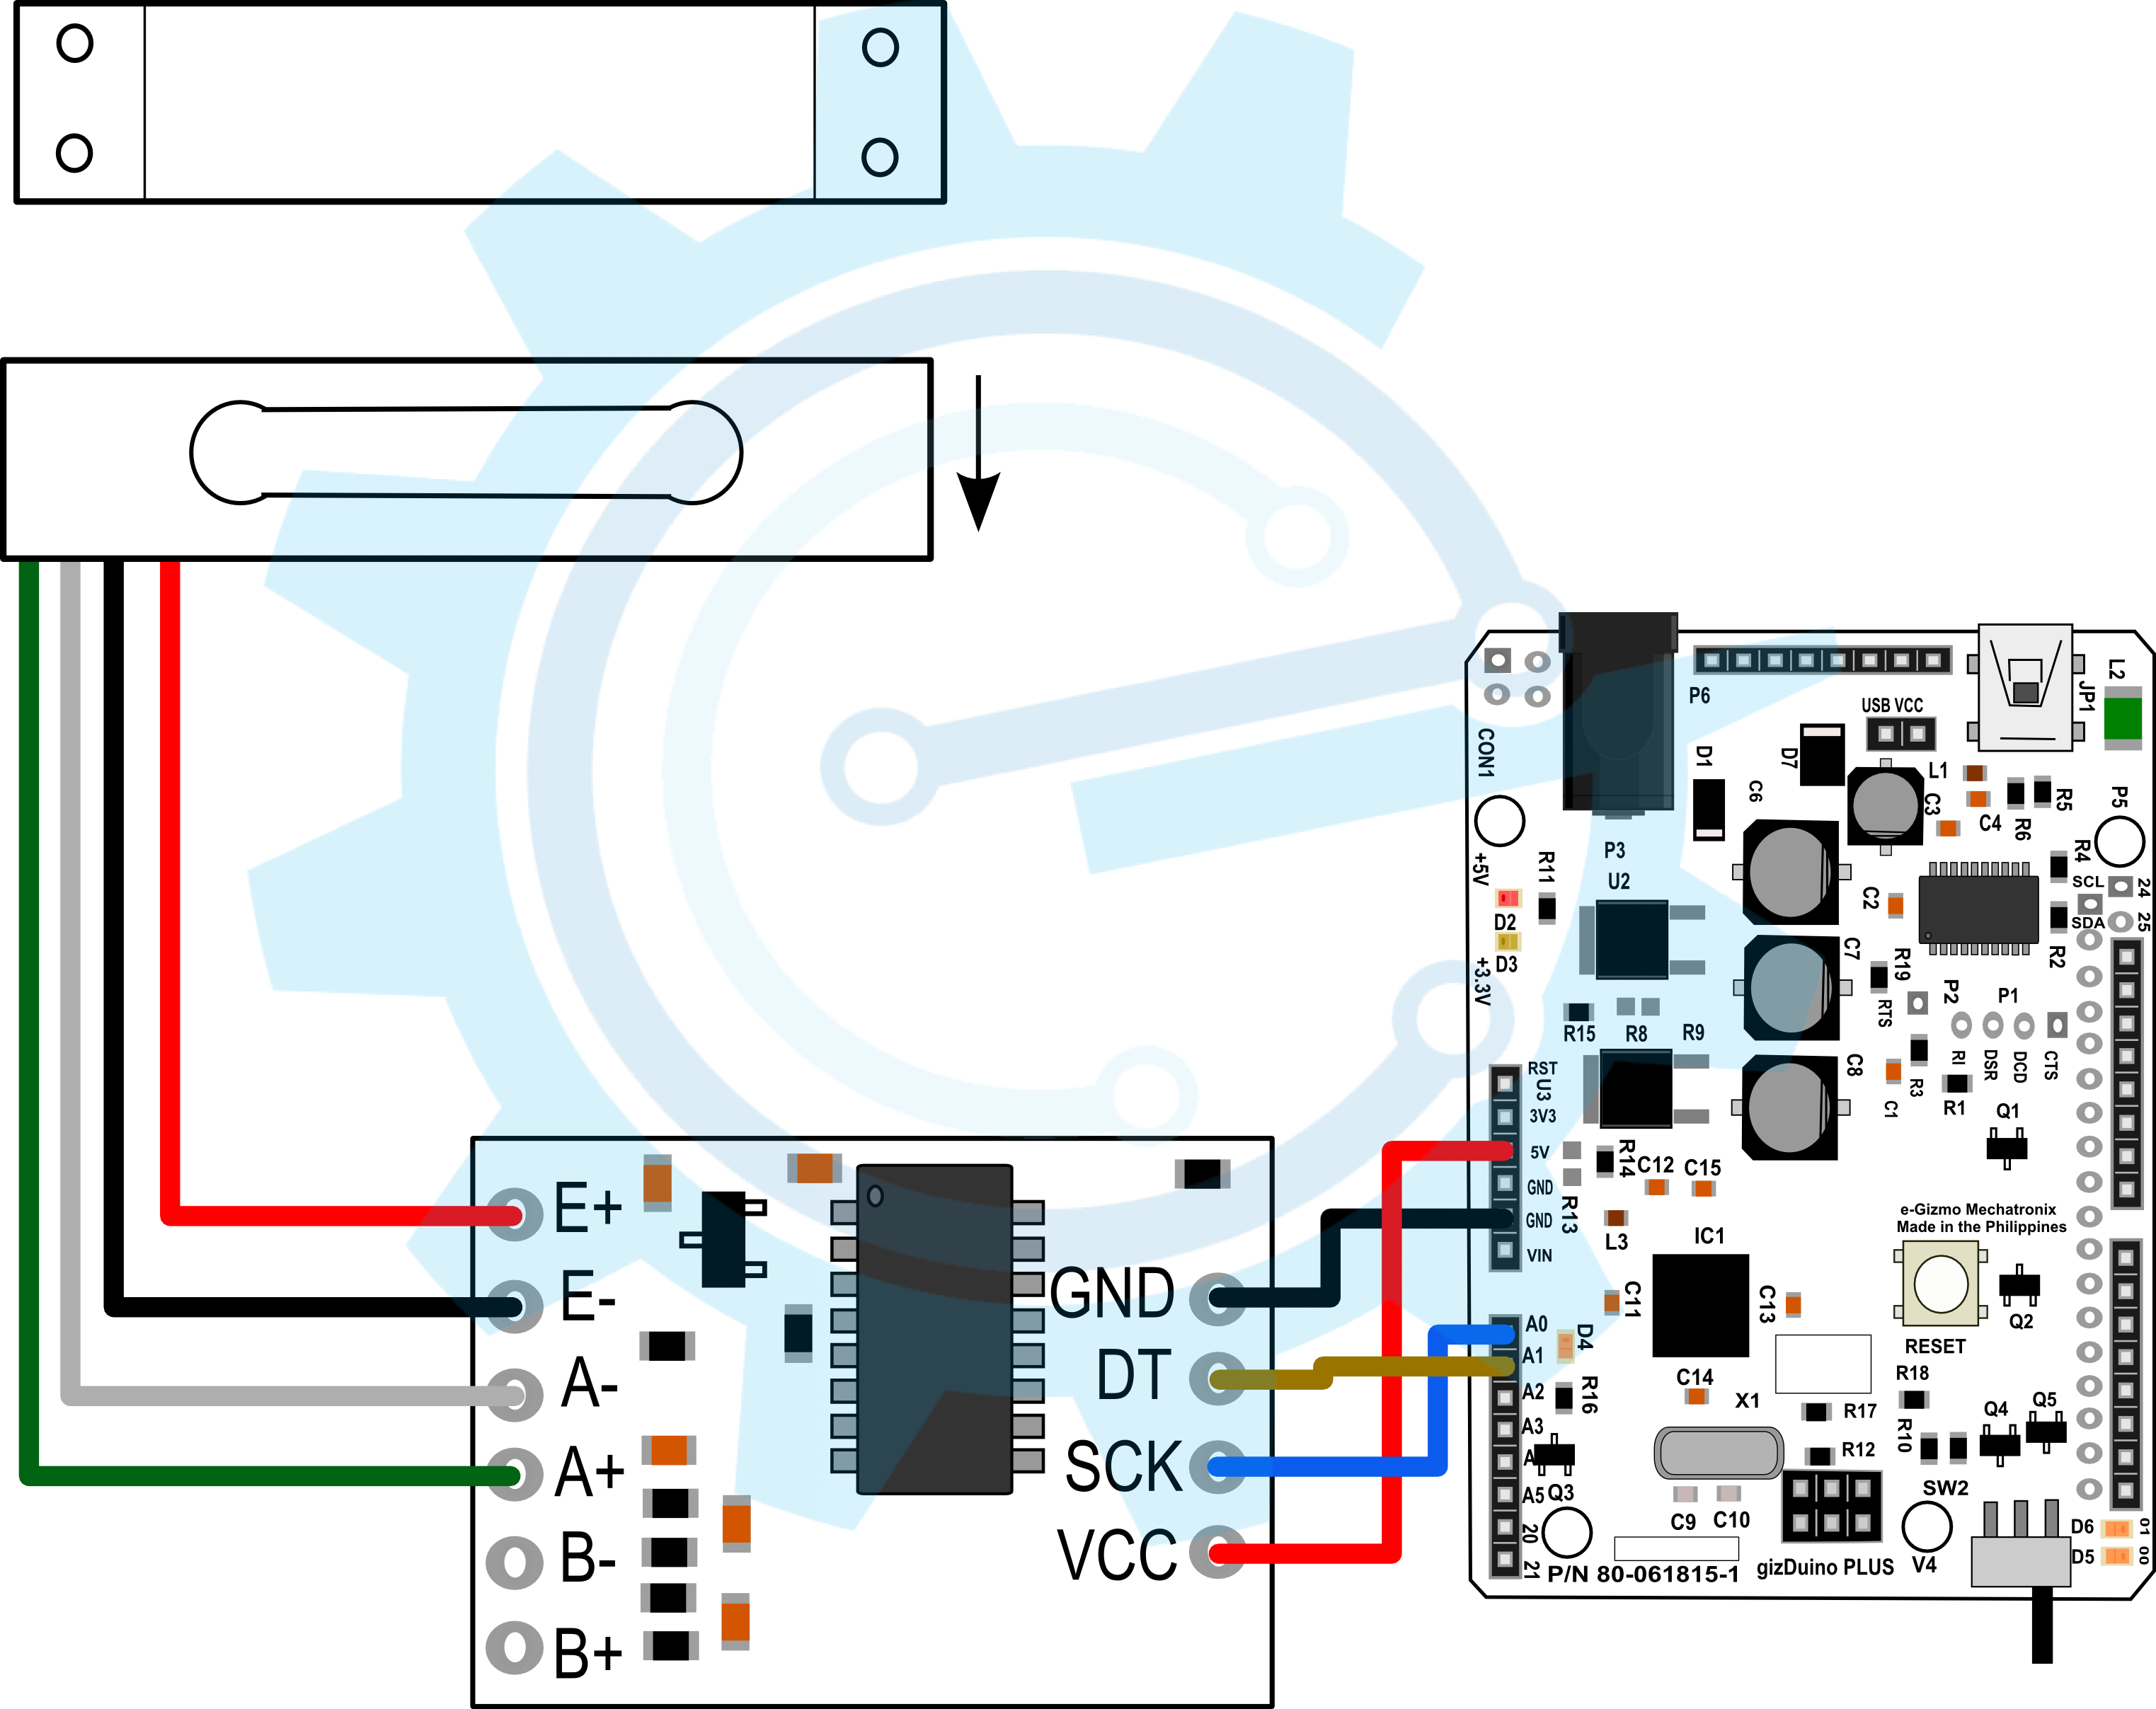 E+
E-
A-
A+
B-
B+
GND
DT
SCK
VCC
CON1
P6
USB VCC
JP1
L2
D1
D7
C6
L1
C3
C4
R6
R5
P5
+5V
R11
D2
D3
+3.3V
P3
U2
C2
R4
SCL
SDA
24
25
R2
C7
R19
RTS
P2
P1
RI
DSR
DCD
CTS
R15
R8
R9
C8
C1
R3
R1
Q1
RST
U3
3V3
5V
GND
GND
VIN
R14
R13
C12
C15
L3
IC1
e-Gizmo Mechatronix
Made in the Philippines
C11
C13
Q2
RESET
A0
A1
A2
A3
A
A5
20
21
D4
R16
Q3
C14
X1
R17
R12
R18
R10
Q4
Q5
SW2
C9
C10
V4
D6
D5
01
00
gizDuino PLUS
P/N 80-061815-1